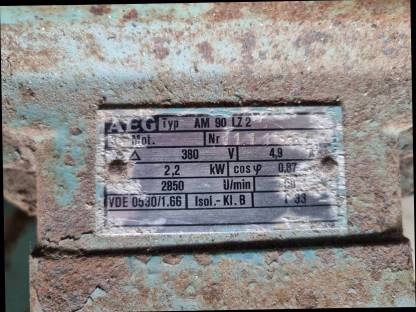 AEG Typ AM 90 LZ 2
Mot. Nr
Δ 380 V 4,9
2,2 kW cos φ 0,87
2850 U/min
VDE 0530/1.66 Isol.-Kl. B